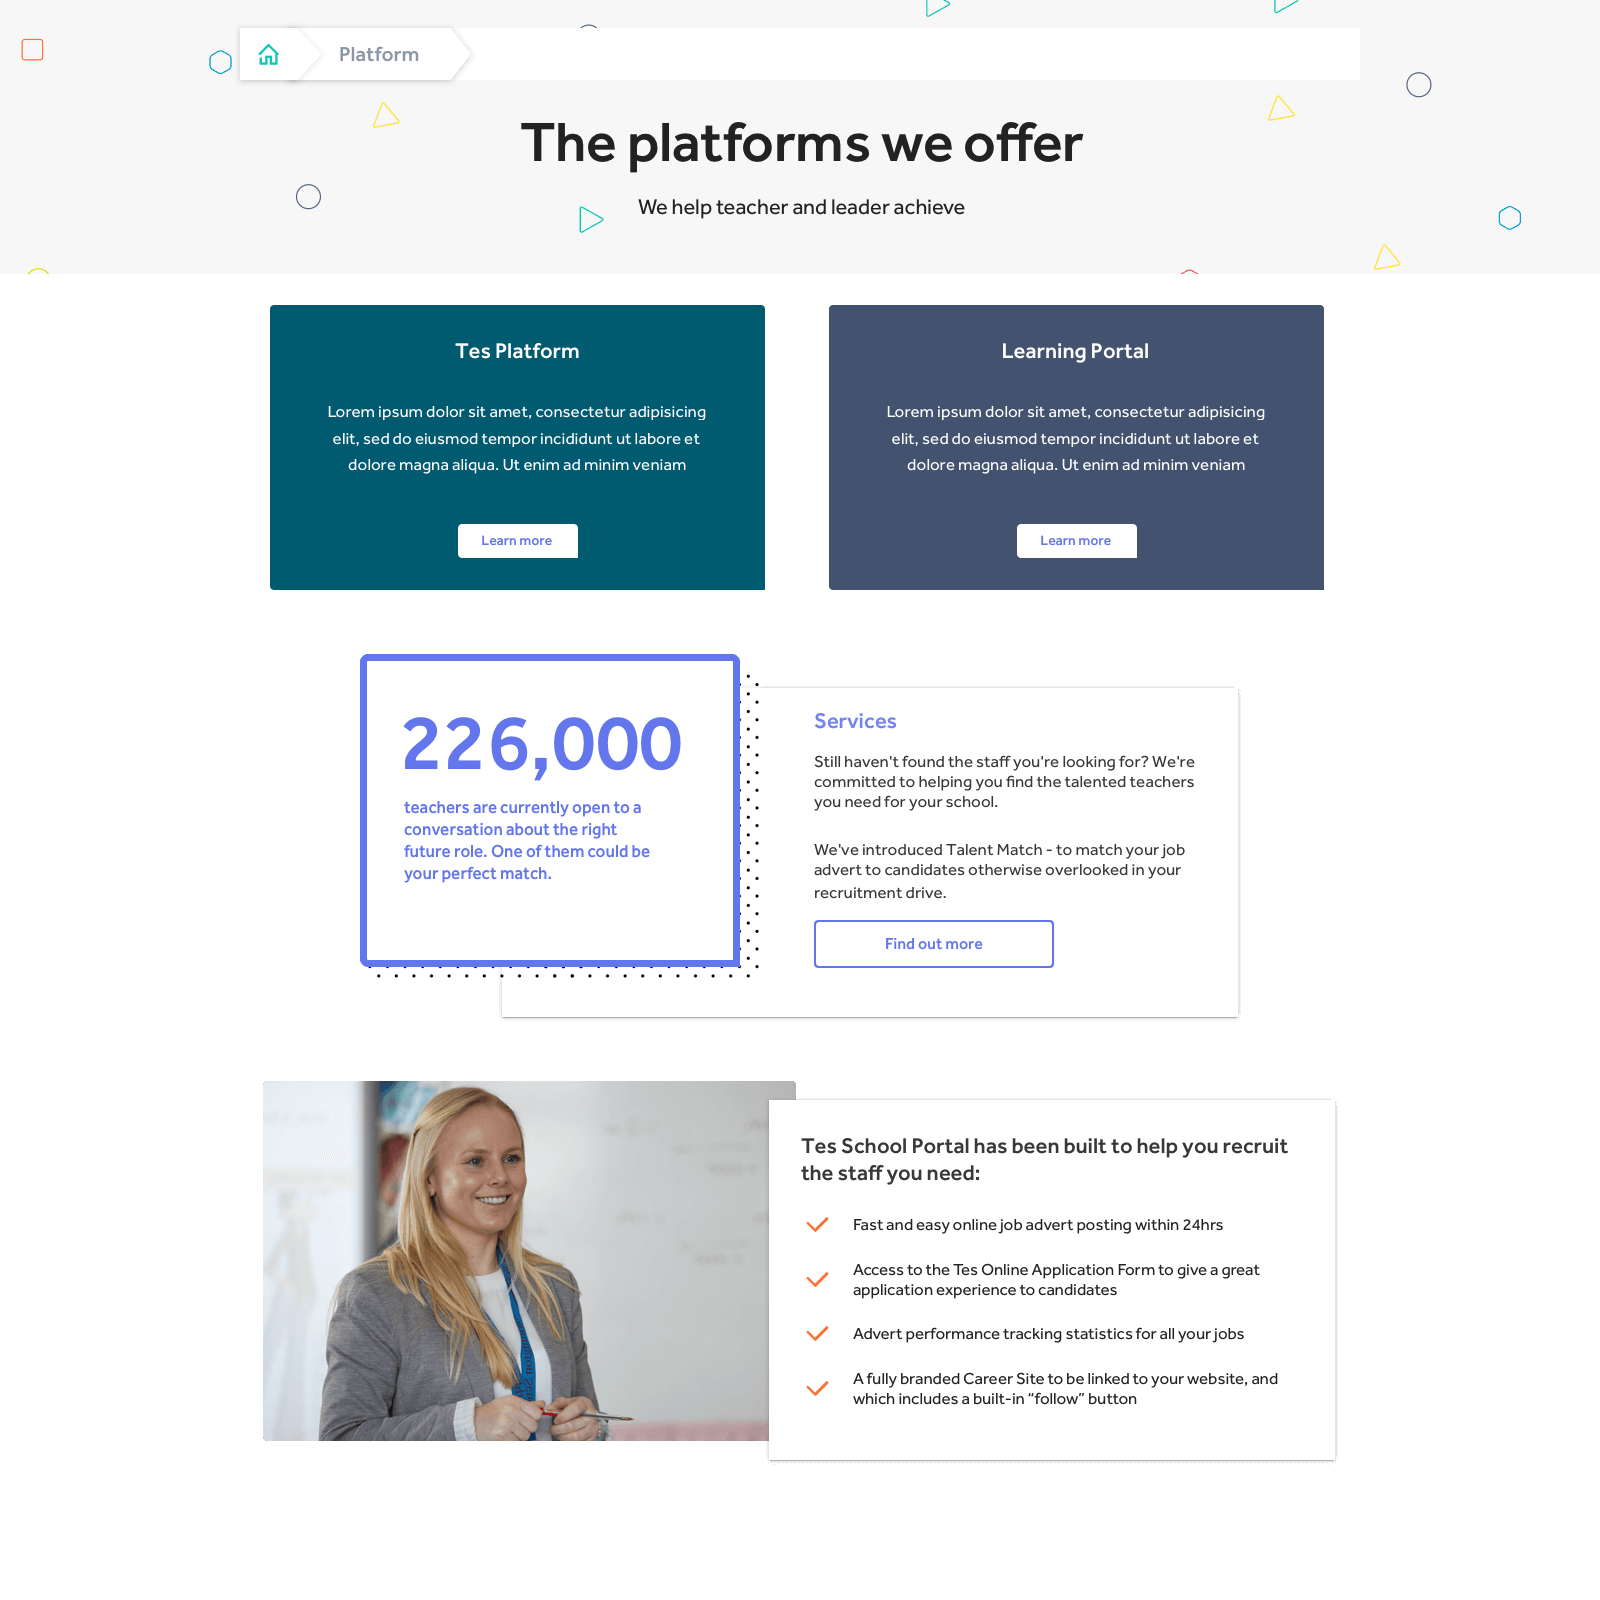 Platform
The platforms we offer
We help teacher and leader achieve
Tes Platform
Lorem ipsum dolor sit amet, consectetur adipisicing
elit, sed do eiusmod tempor incididunt ut labore et
dolore magna aliqua. Ut enim ad minim veniam
Learn more
Learning Portal
Lorem ipsum dolor sit amet, consectetur adipisicing
elit, sed do eiusmod tempor incididunt ut labore et
dolore magna aliqua. Ut enim ad minim veniam
Learn more
226,000
teachers are currently open to a
conversation about the right
future role. One of them could be
your perfect match.
Services
Still haven't found the staff you're looking for? We're
committed to helping you find the talented teachers
you need for your school.
We've introduced Talent Match - to match your job
advert to candidates otherwise overlooked in your
recruitment drive.
Find out more
Tes School Portal has been built to help you recruit
the staff you need:
Fast and easy online job advert posting within 24hrs
Access to the Tes Online Application Form to give a great
application experience to candidates
Advert performance tracking statistics for all your jobs
A fully branded Career Site to be linked to your website, and
which includes a built-in “follow” button